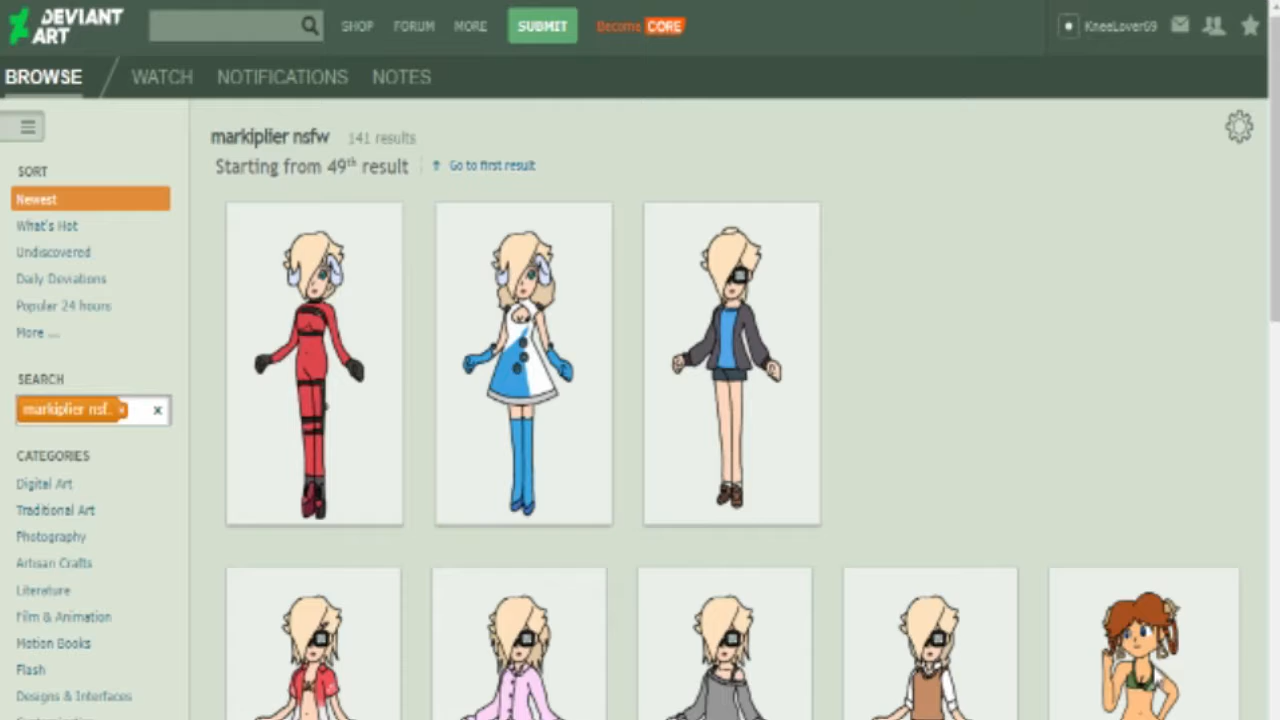 DEVIANT ART
SHOP FORUM MORE SUBMIT Become CORE KneeLover69
BROWSE WATCH NOTIFICATIONS NOTES
markiplier nsfw 141 results
Starting from 49th result Go to first result
SORT
Newest
What's Hot
Undiscovered
Daily Deviations
Popular 24 hours
More ...
SEARCH
markiplier nsf.. x x
CATEGORIES
Digital Art
Traditional Art
Photography
Artisan Crafts
Literature
Film & Animation
Motion Books
Flash
Designs & Interfaces